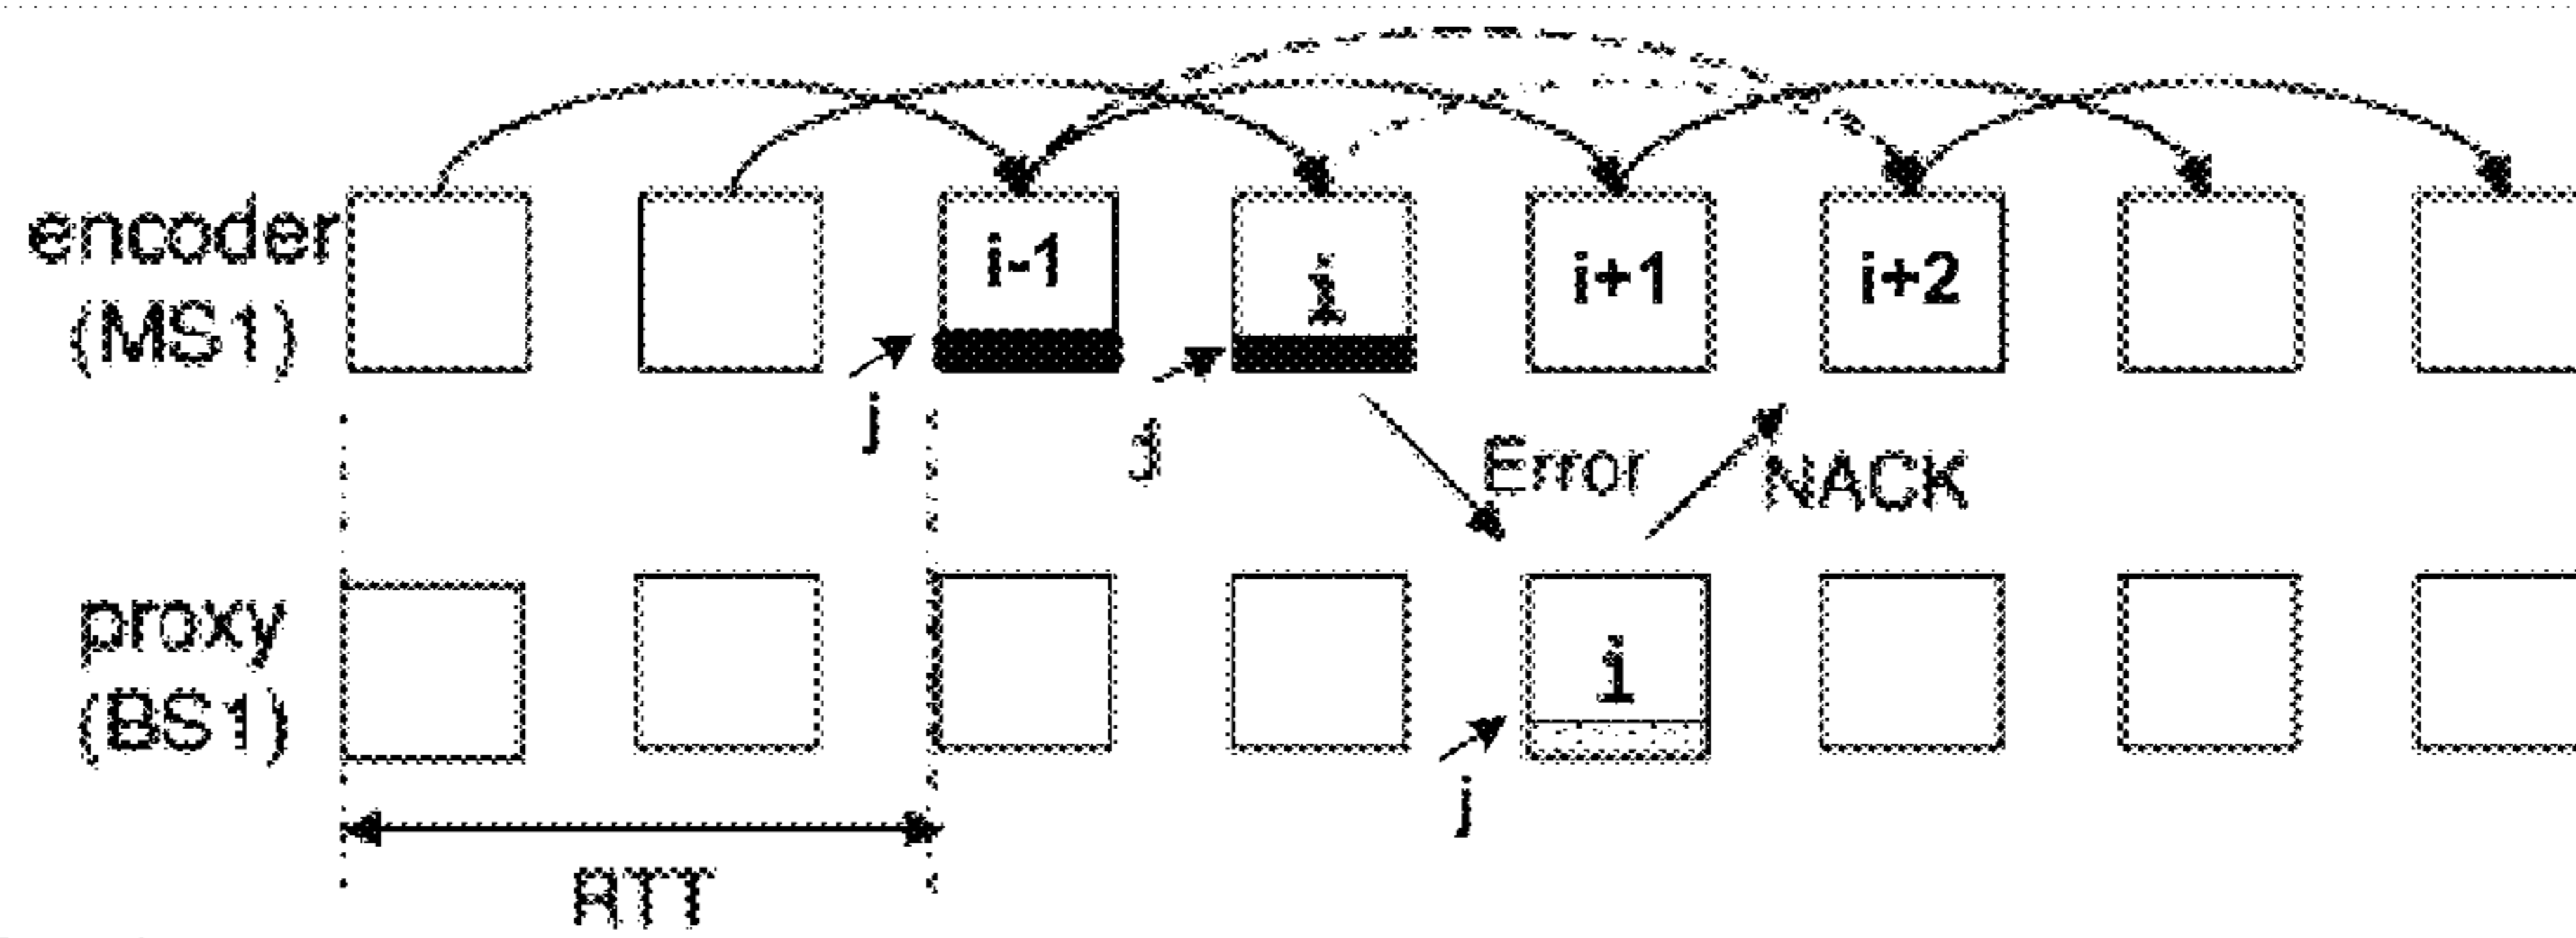 encoder
(MS1)
i-1
i
i+1
i+2
j
j
Error
NACK
proxy
(BS1)
i
j
RTT